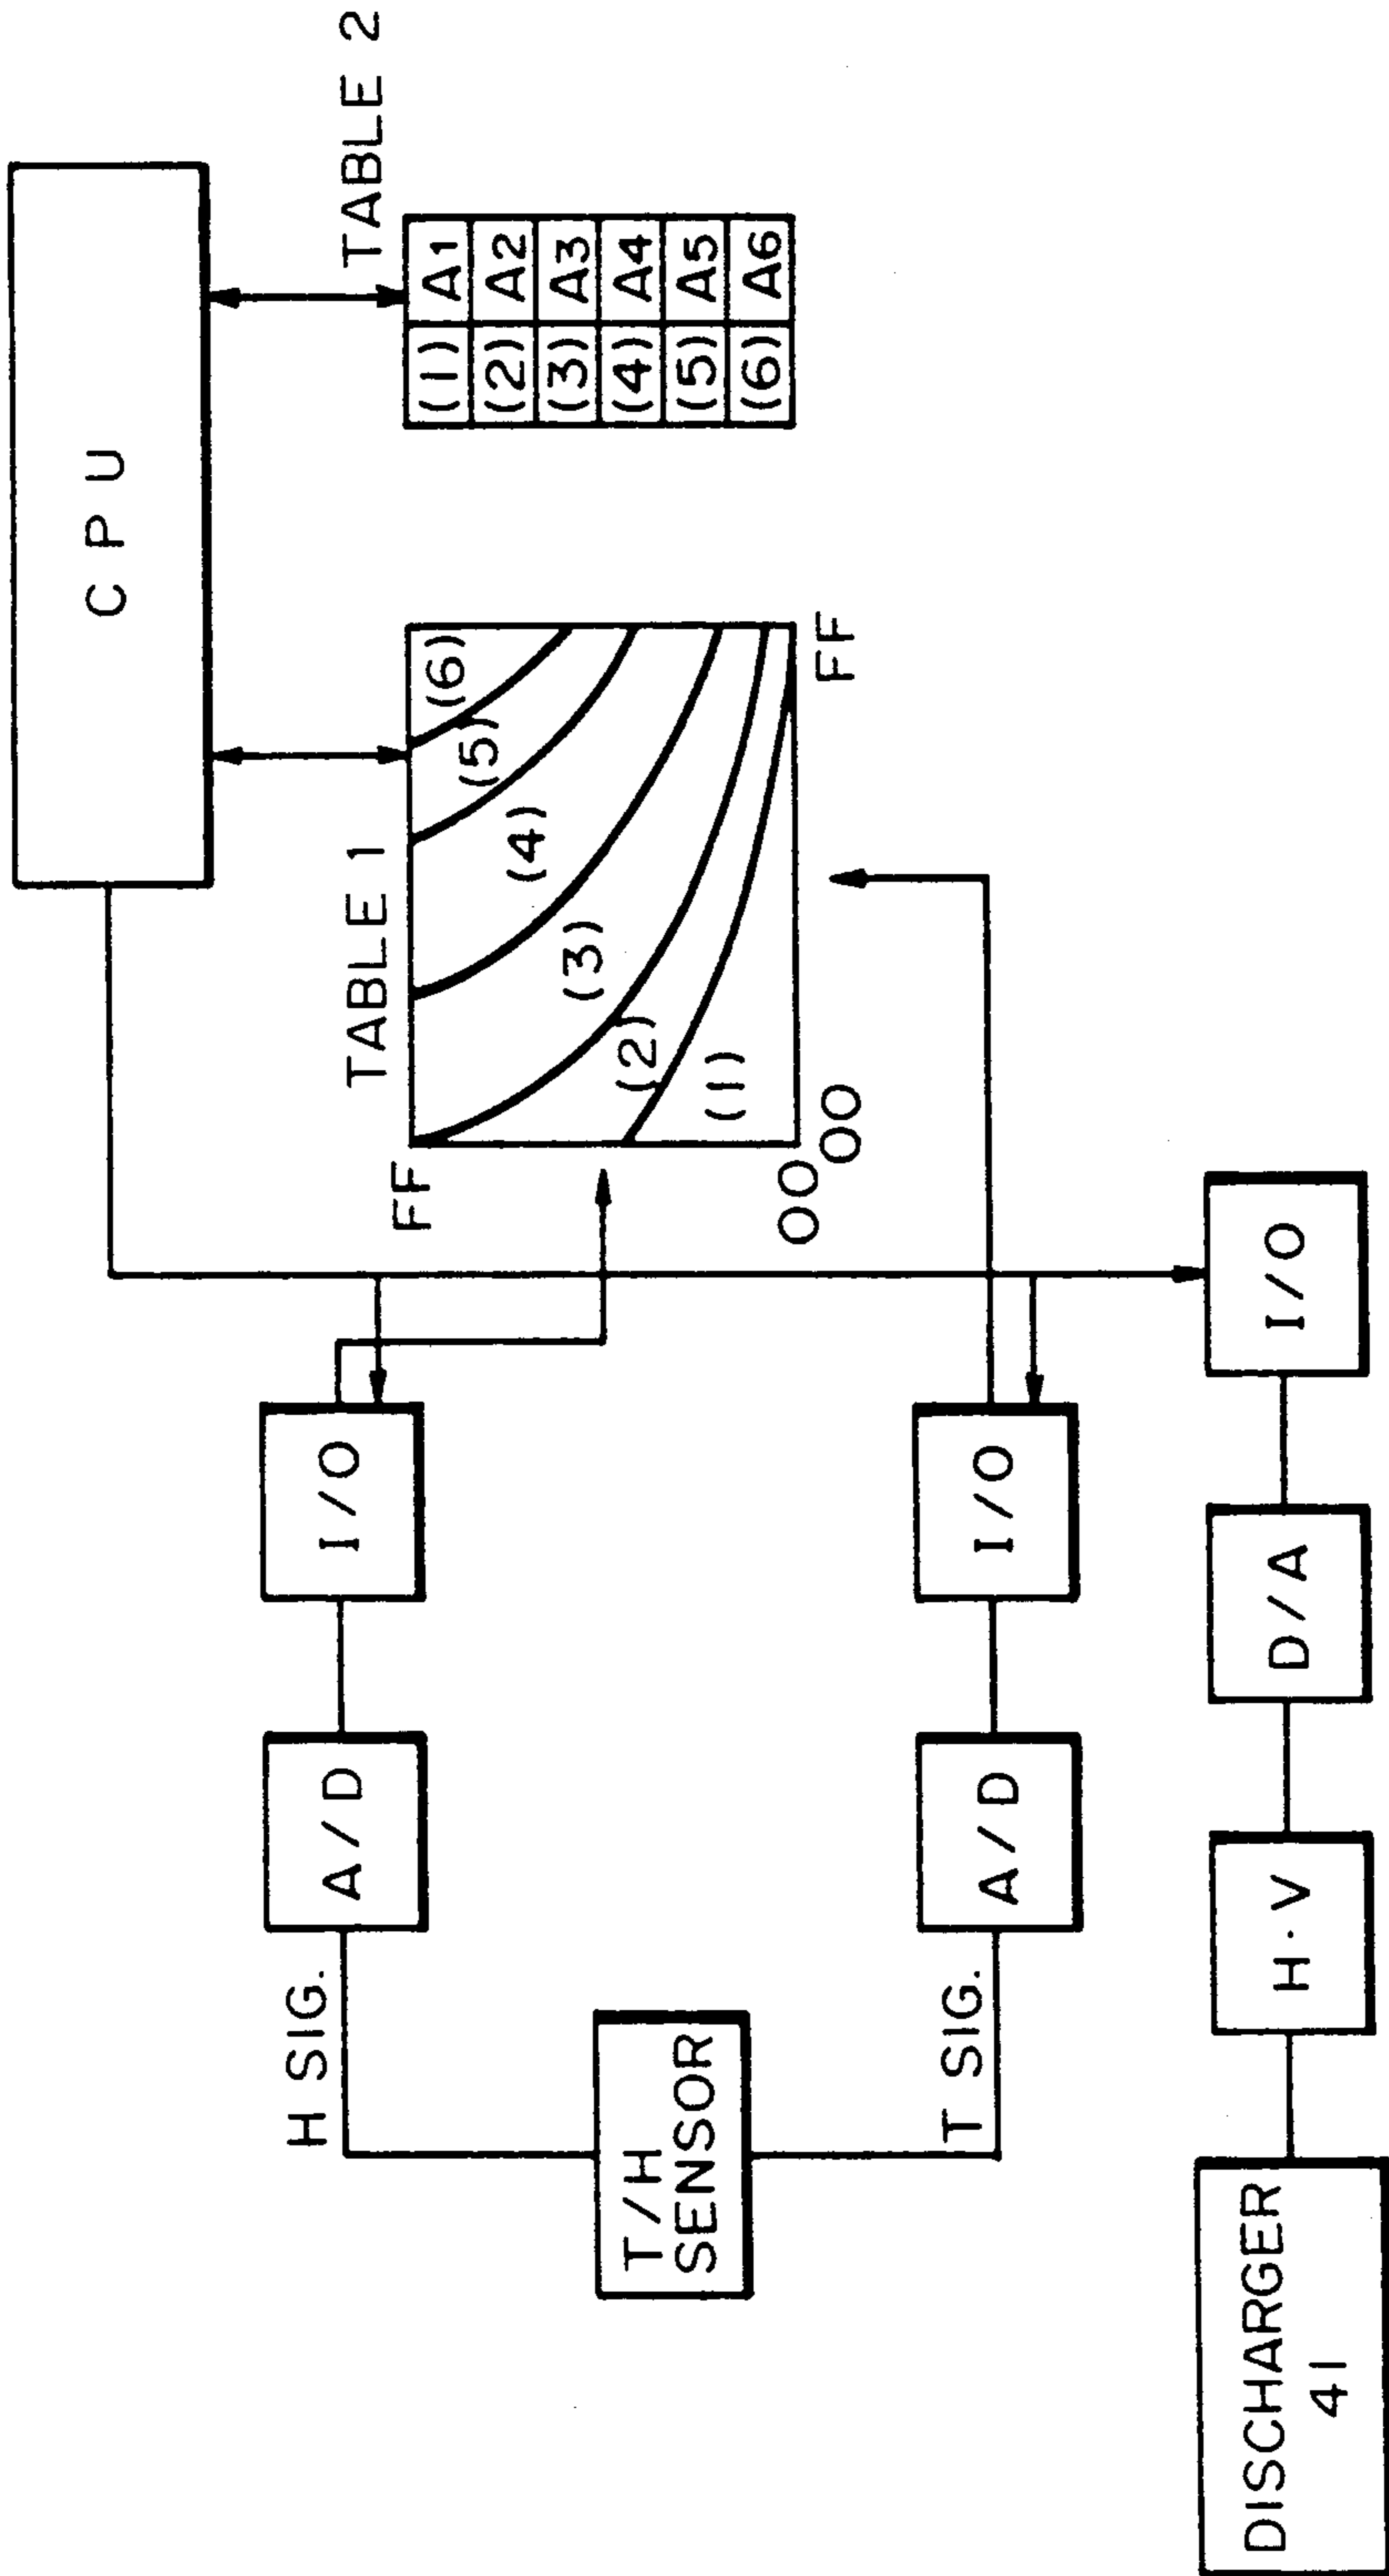 CPU
TABLE 1
TABLE 2
FF
(6)
(5)
(4)
(3)
(2)
(1)
00
00
FF
(1) A1
(2) A2
(3) A3
(4) A4
(5) A5
(6) A6
H SIG.
A/D
I/O
T/H
SENSOR
T SIG.
A/D
I/O
DISCHARGER
41
H·V
D/A
I/O